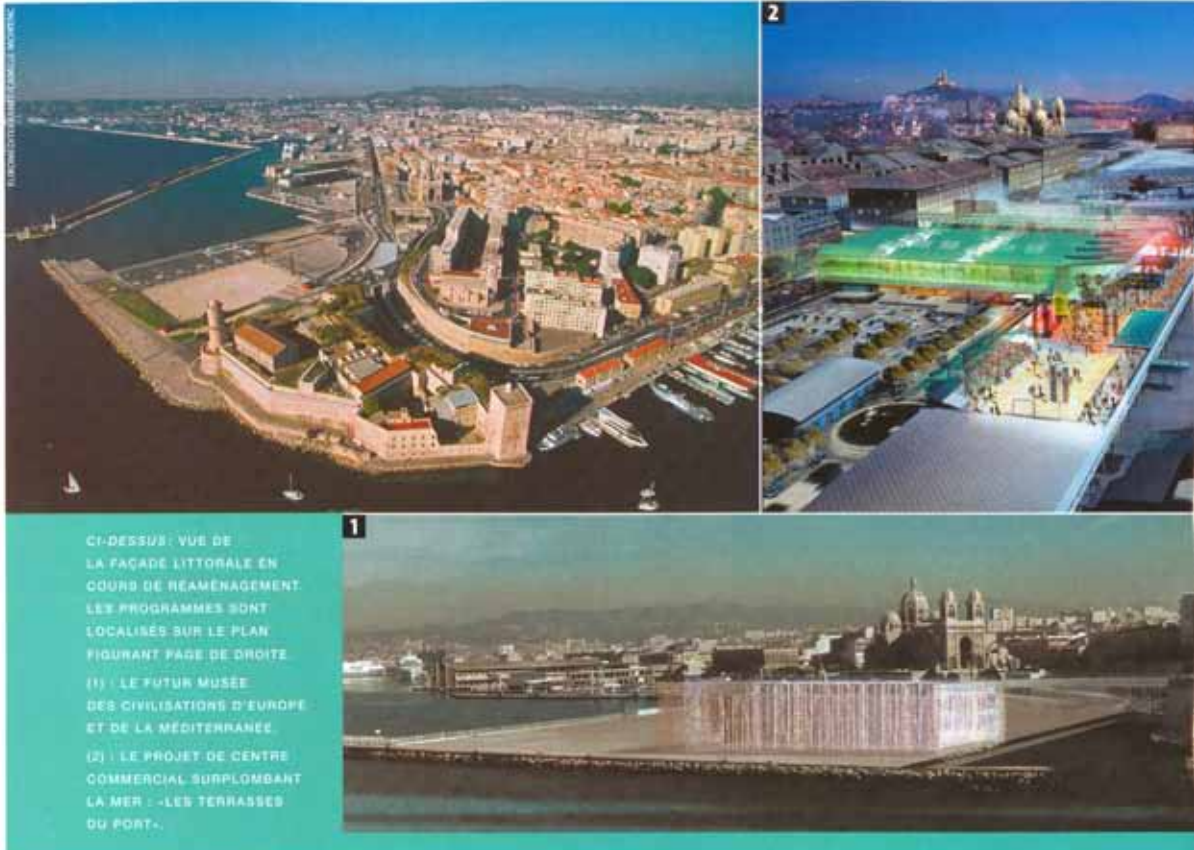 2
1
CI-DESSUS: VUE DE
LA FAÇADE LITTORALE EN
COURS DE RÉAMÉNAGEMENT.
LES PROGRAMMES SONT
LOCALISÉS SUR LE PLAN
FIGURANT PAGE DE DROITE.
(1) : LE FUTUR MUSÉE
DES CIVILISATIONS D'EUROPE
ET DE LA MÉDITERRANÉE.
(2) : LE PROJET DE CENTRE
COMMERCIAL SURPLOMBANT
LA MER : «LES TERRASSES
DU PORT».